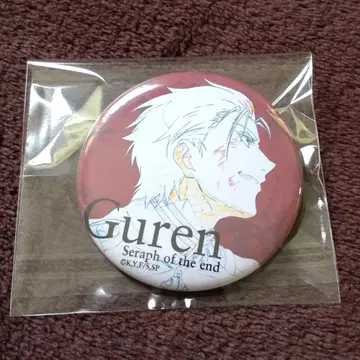 Guren
Seraph of the end
©K,Y,F/S,SP